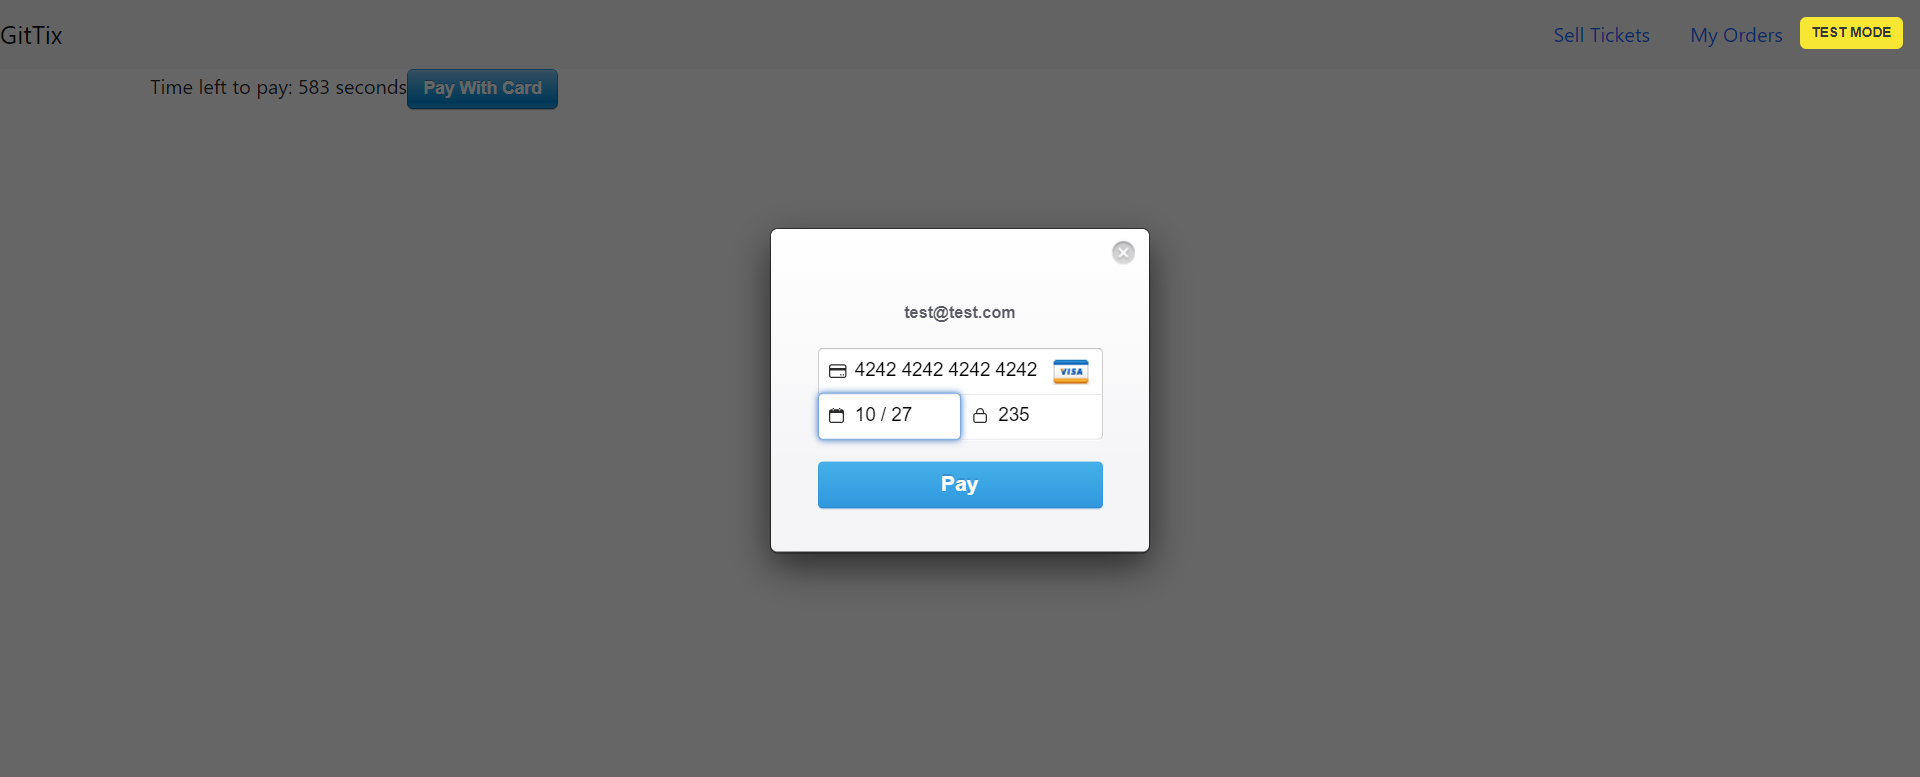 GitTix
Sell Tickets
My Orders
TEST MODE
Time left to pay: 583 seconds
Pay With Card
test@test.com
4242 4242 4242 4242
VISA
10 / 27
235
Pay